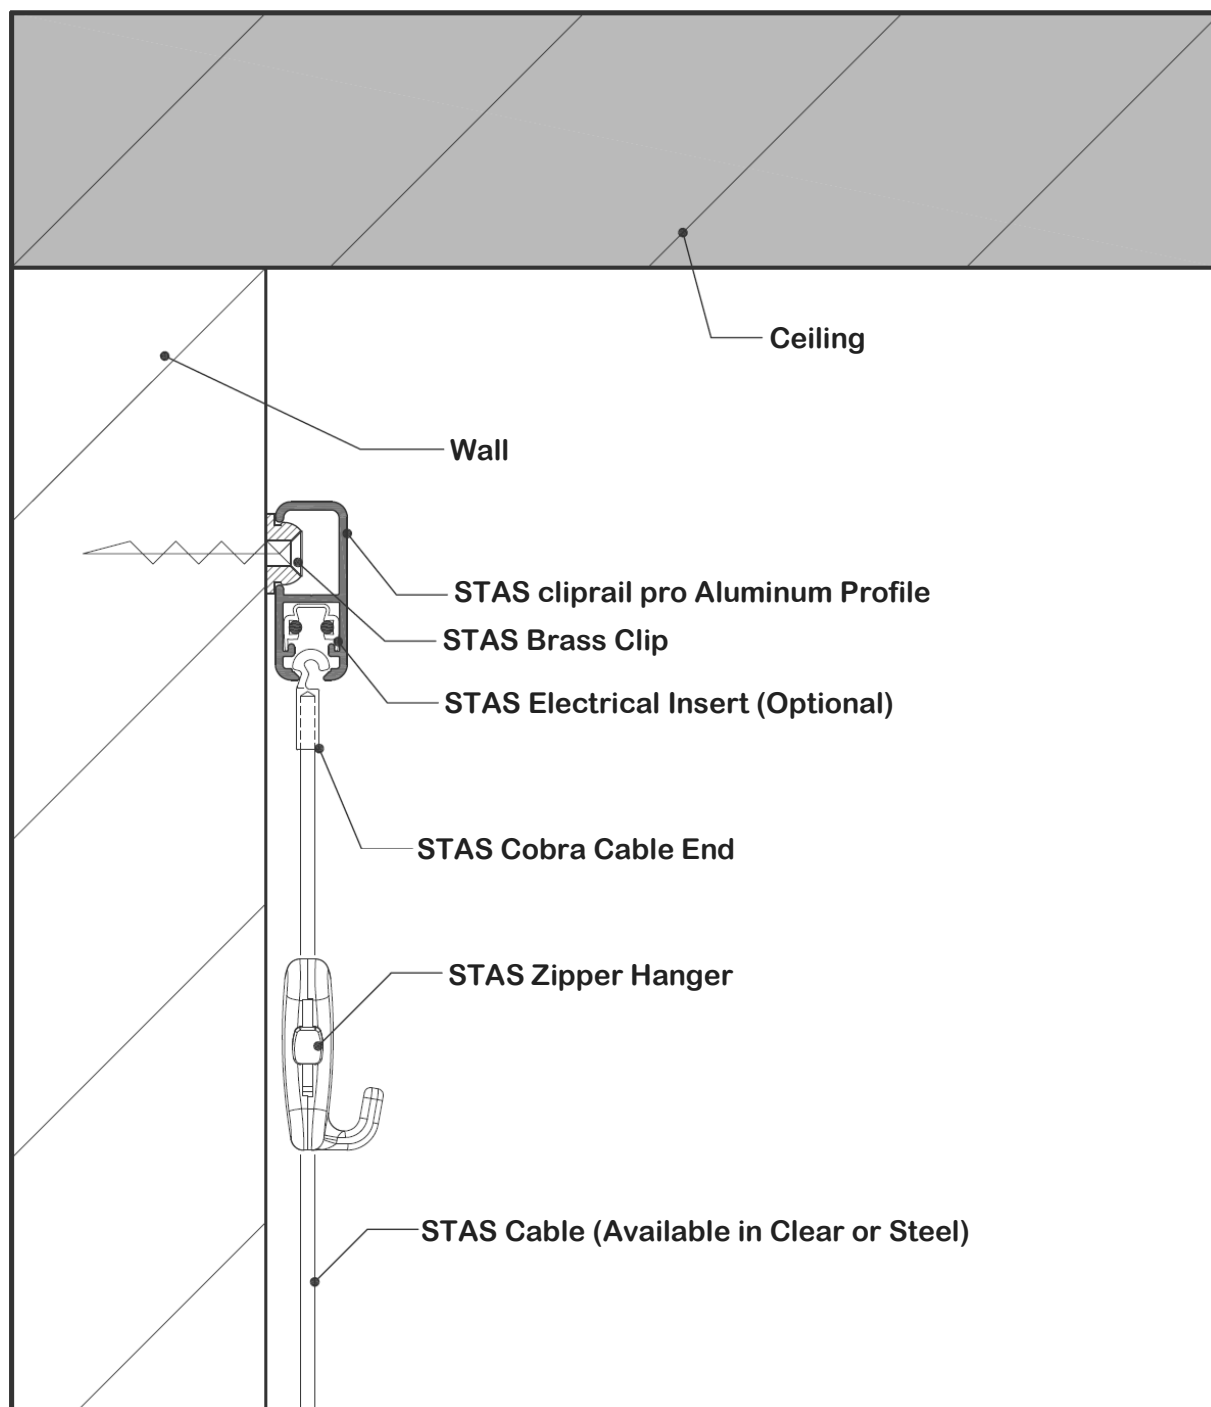 Ceiling
Wall
STAS cliprail pro Aluminum Profile
STAS Brass Clip
STAS Electrical Insert (Optional)
STAS Cobra Cable End
STAS Zipper Hanger
STAS Cable (Available in Clear or Steel)